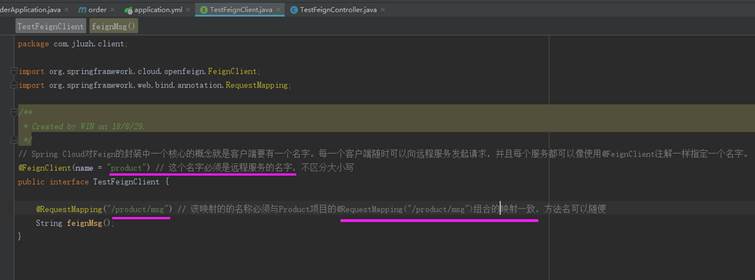 derApplication.java order application.yml TestFeignClient.java TestFeignController.java
TestFeignClient feignMsg()
package com.jluzh.client;
import org.springframework.cloud.openfeign.FeignClient;
import org.springframework.web.bind.annotation.RequestMapping;
/**
* Created by WIN on 18/8/29.
*/
// Spring Cloud对Feign的封装中一个核心的概念就是客户端要有一个名字，每一个客户端随时可以向远程服务发起请求，并且每个服务都可以像使用@FeignClient注解一样指定一个名字。
@FeignClient(name = "product") // 这个名字必须是远程服务的名字，不区分大小写
public interface TestFeignClient {
@RequestMapping("/product/msg") // 该映射的的名称必须与Product项目的@RequestMapping("/product/msg")组合的映射一致，方法名可以随便
String feignMsg();
}